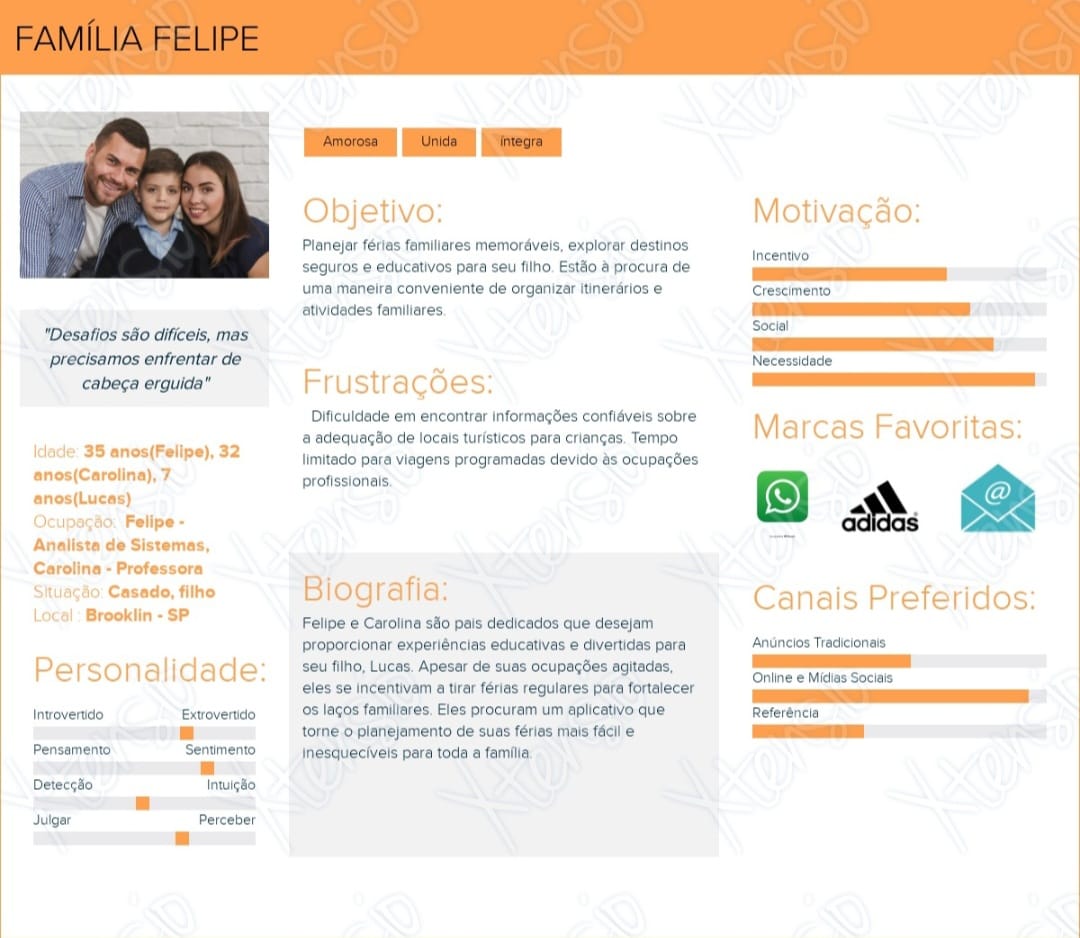 FAMÍLIA FELIPE
Amorosa
Unida
íntegra
"Desafios são difíceis, mas
precisamos enfrentar de
cabeça erguida"
Idade: 35 anos(Felipe), 32
anos(Carolina), 7
anos(Lucas)
Ocupação: Felipe -
Analista de Sistemas,
Carolina - Professora
Situação: Casado, filho
Local : Brooklin - SP
Personalidade:
Introvertido Extrovertido
Pensamento Sentimento
Detecção Intuição
Julgar Perceber
Objetivo:
Planejar férias familiares memoráveis, explorar destinos
seguros e educativos para seu filho. Estão à procura de
uma maneira conveniente de organizar itinerários e
atividades familiares.
Frustrações:
Dificuldade em encontrar informações confiáveis sobre
a adequação de locais turísticos para crianças. Tempo
limitado para viagens programadas devido às ocupações
profissionais.
Biografia:
Felipe e Carolina são pais dedicados que desejam
proporcionar experiências educativas e divertidas para
seu filho, Lucas. Apesar de suas ocupações agitadas,
eles se incentivam a tirar férias regulares para fortalecer
os laços familiares. Eles procuram um aplicativo que
torne o planejamento de suas férias mais fácil e
inesquecíveis para toda a família.
Motivação:
Incentivo
Crescimento
Social
Necessidade
Marcas Favoritas:
adidas
@
Canais Preferidos:
Anúncios Tradicionais
Online e Mídias Sociais
Referência
Xtensio